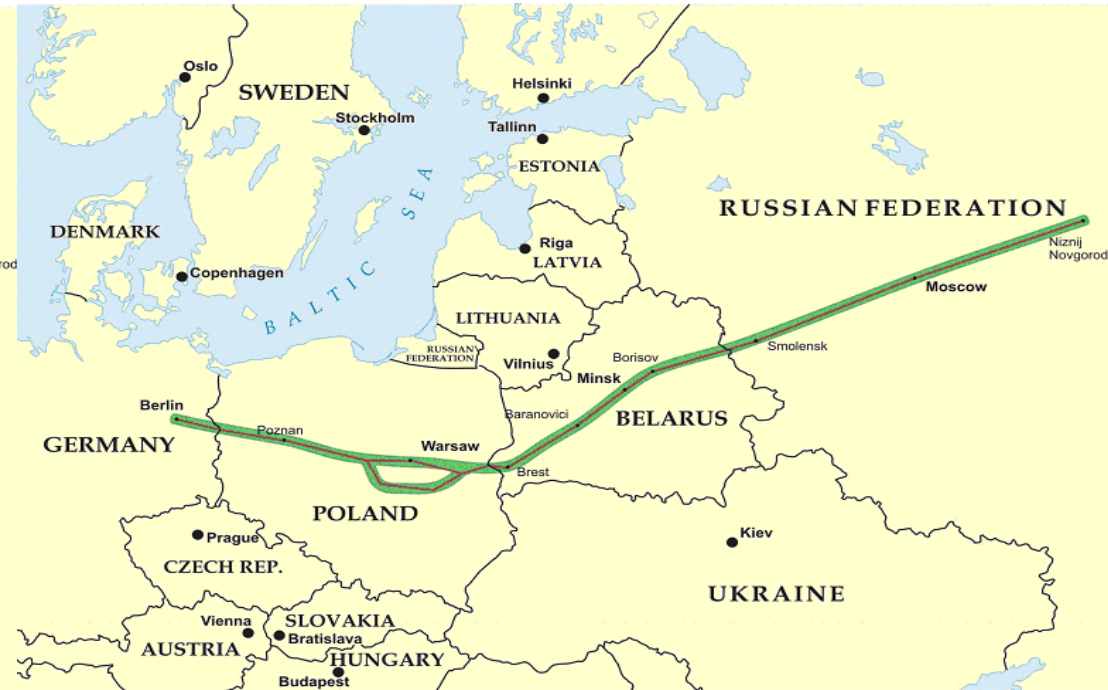 Oslo
SWEDEN
Stockholm
Helsinki
Tallinn
ESTONIA
RUSSIAN FEDERATION
DENMARK
BALTIC SEA
Riga
LATVIA
Niznij
Novgorod
rod
Copenhagen
Moscow
LITHUANIA
RUSSIAN
FEDERATION
Vilnius
Smolensk
Borisov
Minsk
Berlin
Baranovici
BELARUS
Poznan
GERMANY
Warsaw
Brest
POLAND
Prague
Kiev
CZECH REP.
UKRAINE
Vienna
SLOVAKIA
Bratislava
AUSTRIA
HUNGARY
Budapest